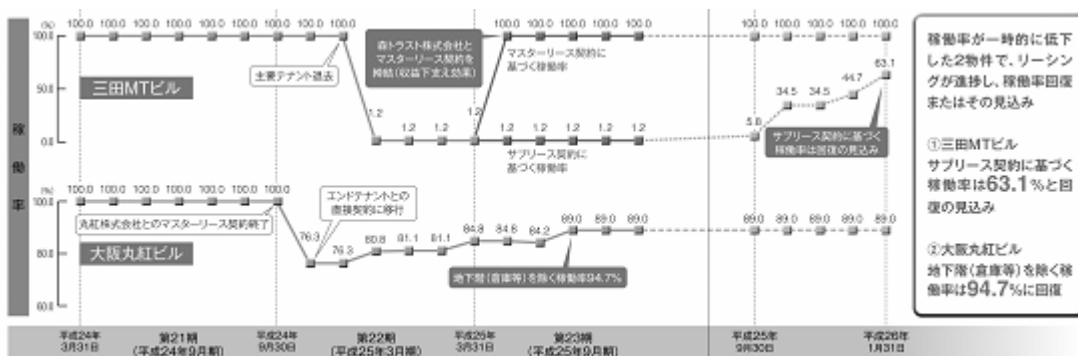 (%)
100.0 100.0 100.0 100.0 100.0 100.0 100.0 100.0 100.0
100.0 100.0 100.0 100.0 100.0 100.0
100.0 100.0 100.0 100.0 100.0
100.0
50.0
0.0
三田MTビル
主要テナント退去
森トラスト株式会社と
マスターリース契約を
締結(収益下支え効果)
マスターリース契約に
基づく稼働率
1.2 1.2 1.2 1.2 1.2 1.2 1.2 1.2 1.2
サブリース契約に
基づく稼働率
5.8 34.5 34.5 44.7 63.1
サブリース契約に基づく
稼働率は回復の見込み
稼働率
(%)
100.0 100.0 100.0 100.0 100.0 100.0 100.0
100.0
80.0
60.0
丸紅株式会社とのマスターリース契約終了
大阪丸紅ビル
エンドテナントとの
直接契約に移行
76.3 76.3 80.8 81.1 81.1 84.8 84.6 84.2 89.0 89.0 89.0
地下階(倉庫等)を除く稼働率94.7%
89.0 89.0 89.0 89.0 89.0
平成24年
3月31日
第21期
(平成24年9月期)
平成24年
9月30日
第22期
(平成25年3月期)
平成25年
3月31日
第23期
(平成25年9月期)
平成25年
9月30日
平成26年
1月31日
稼働率が一時的に低下
した2物件で、リーシン
グが進捗し、稼働率回復
またはその見込み
①三田MTビル
サブリース契約に基づく
稼働率は63.1%と回
復の見込み
②大阪丸紅ビル
地下階(倉庫等)を除く稼
働率は94.7%に回復